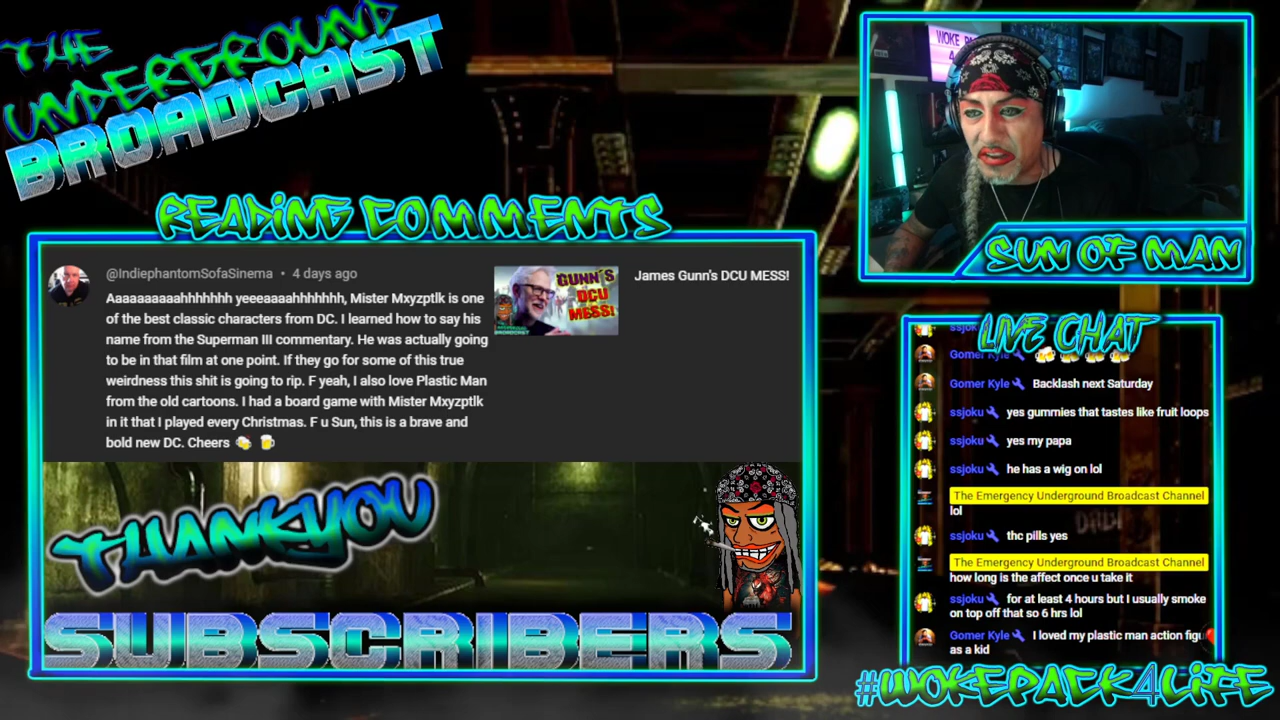 THE
UNDERGROUND
BROADCAST
READING COMMENTS
@IndiephantomSofaSinema • 4 days ago
Aaaaaaaaaahhhhhhh yeeeeaaahhhhhh, Mister Mxyzptlk is one
of the best classic characters from DC. I learned how to say his
name from the Superman III commentary. He was actually going
to be in that film at one point. If they go for some of this true
weirdness this shit is going to rip. F yeah, I also love Plastic Man
from the old cartoons. I had a board game with Mister Mxyzptlk
in it that I played every Christmas. F u Sun, this is a brave and
bold new DC. Cheers 🍻 🍺
GUNN'S
DCU
MESS!
BROADCAST
James Gunn's DCU MESS!
THANKYOU
SUBSCRIBERS
WOKE
SUN OF MAN
LIVE CHAT
Gomer Kyle 🍻 🍻 🍻 🍻
Gomer Kyle Backlash next Saturday
ssjoku yes gummies that tastes like fruit loops
ssjoku yes my papa
ssjoku he has a wig on lol
The Emergency Underground Broadcast Channel
lol
ssjoku thc pills yes
The Emergency Underground Broadcast Channel
how long is the affect once u take it
ssjoku for at least 4 hours but I usually smoke
on top off that so 6 hrs lol
Gomer Kyle I loved my plastic man action figu
as a kid
#WOKEPACK4LIFE